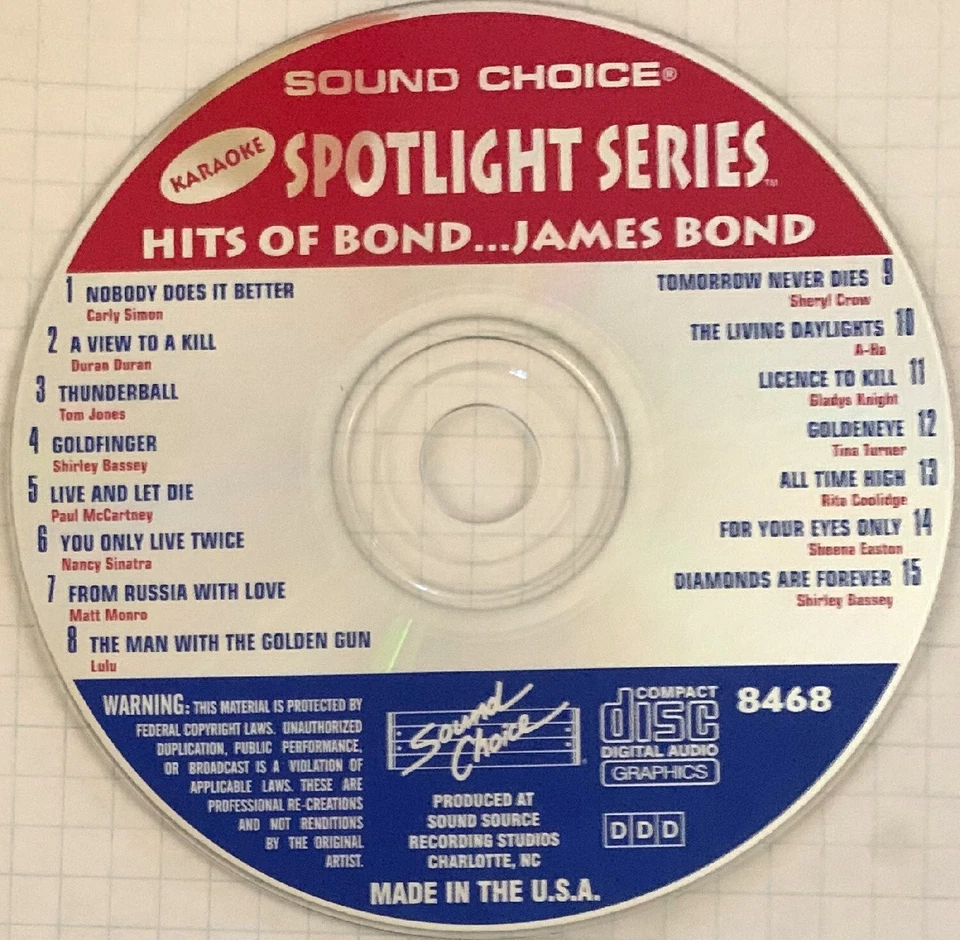 SOUND CHOICE®
KARAOKE
SPOTLIGHT SERIES™
HITS OF BOND...JAMES BOND
1 NOBODY DOES IT BETTER
Carly Simon
2 A VIEW TO A KILL
Duran Duran
3 THUNDERBALL
Tom Jones
4 GOLDFINGER
Shirley Bassey
5 LIVE AND LET DIE
Paul McCartney
6 YOU ONLY LIVE TWICE
Nancy Sinatra
7 FROM RUSSIA WITH LOVE
Matt Monro
8 THE MAN WITH THE GOLDEN GUN
Lulu
TOMORROW NEVER DIES 9
Sheryl Crow
THE LIVING DAYLIGHTS 10
A-Ha
LICENCE TO KILL 11
Gladys Knight
GOLDENEYE 12
Tina Turner
ALL TIME HIGH 13
Rita Coolidge
FOR YOUR EYES ONLY 14
Sheena Easton
DIAMONDS ARE FOREVER 15
Shirley Bassey
WARNING: THIS MATERIAL IS PROTECTED BY
FEDERAL COPYRIGHT LAWS. UNAUTHORIZED
DUPLICATION, PUBLIC PERFORMANCE,
OR BROADCAST IS A VIOLATION OF
APPLICABLE LAWS. THESE ARE
PROFESSIONAL RE-CREATIONS
AND NOT RENDITIONS
BY THE ORIGINAL
ARTIST.
Sound
Choice
PRODUCED AT
SOUND SOURCE
RECORDING STUDIOS
CHARLOTTE, NC
COMPACT
disc
DIGITAL AUDIO
GRAPHICS
8468
DDD
MADE IN THE U.S.A.